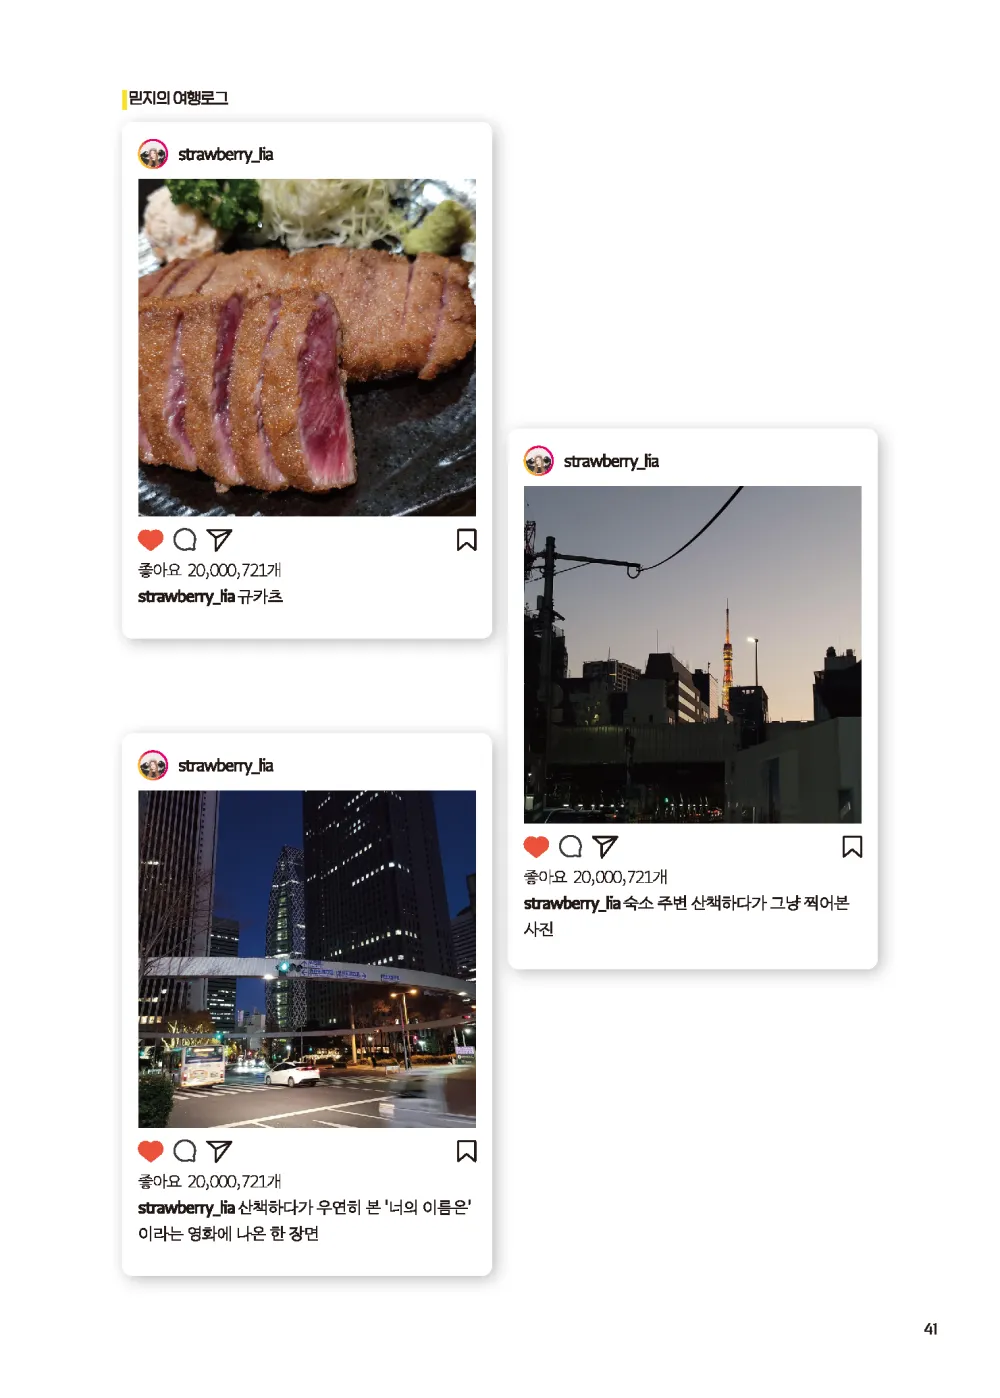 믿지의 여행로그
strawberry_lia
좋아요 20,000,721개
strawberry_lia 규카츠
strawberry_lia
좋아요 20,000,721개
strawberry_lia 숙소 주변 산책하다가 그냥 찍어본
사진
strawberry_lia
좋아요 20,000,721개
strawberry_lia 산책하다가 우연히 본 '너의 이름은'
이라는 영화에 나온 한 장면
41